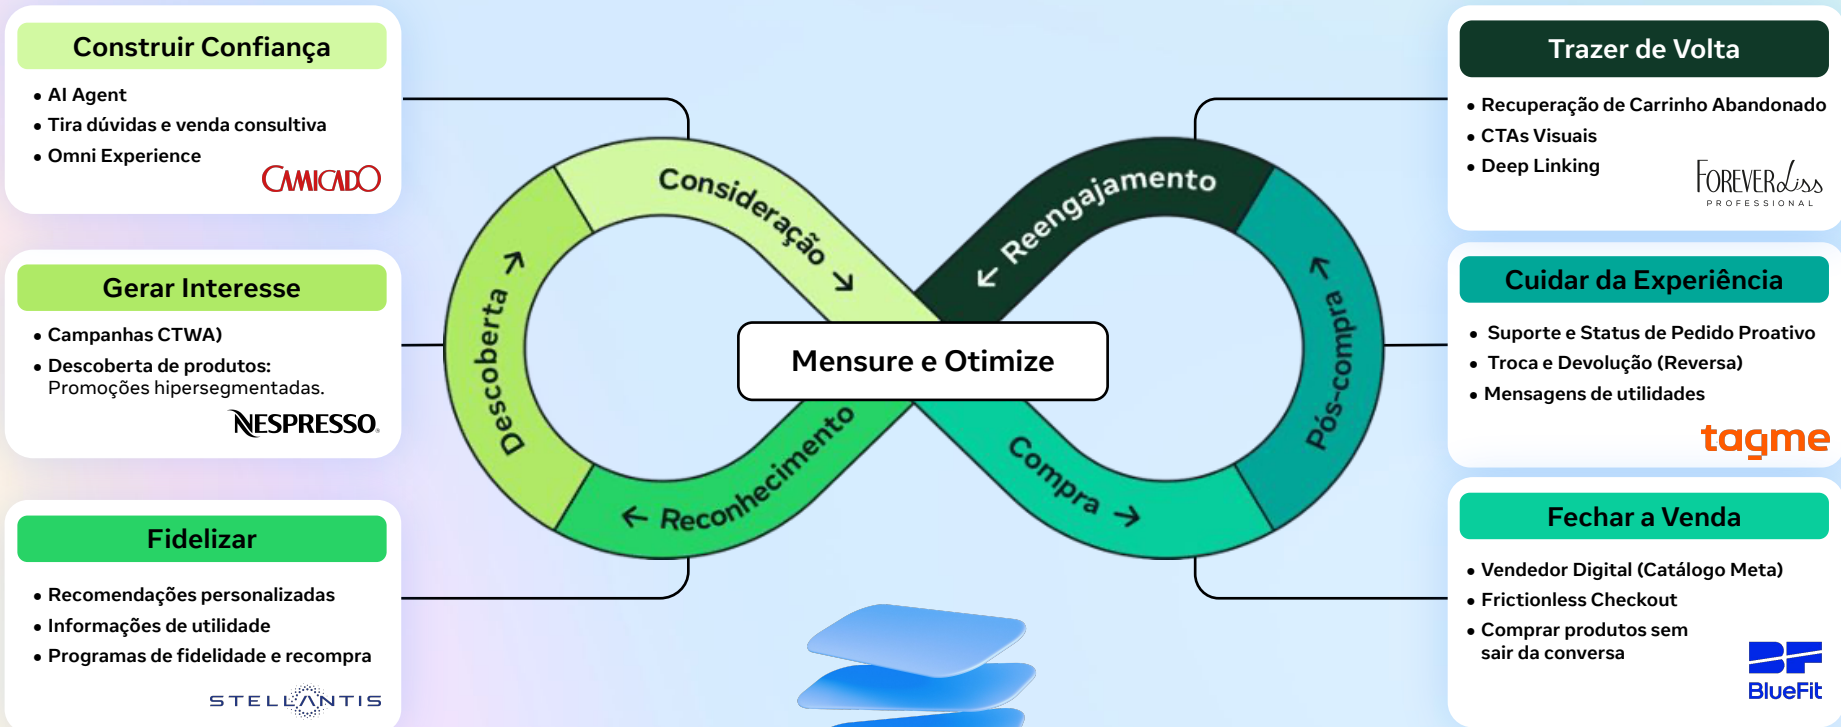 Construir Confiança
• AI Agent
• Tira dúvidas e venda consultiva
• Omni Experience
CAMICADO
Gerar Interesse
• Campanhas CTWA)
• Descoberta de produtos:
Promoções hipersegmentadas.
NESPRESSO.
Fidelizar
• Recomendações personalizadas
• Informações de utilidade
• Programas de fidelidade e recompra
STELLANTIS
Consideração →
Descoberta →
← Reconhecimento
Mensure e Otimize
← Reengajamento
Pós-compra →
Compra →
Trazer de Volta
• Recuperação de Carrinho Abandonado
• CTAs Visuais
• Deep Linking
FOREVER Liss
PROFESSIONAL
Cuidar da Experiência
• Suporte e Status de Pedido Proativo
• Troca e Devolução (Reversa)
• Mensagens de utilidades
tagme
Fechar a Venda
• Vendedor Digital (Catálogo Meta)
• Frictionless Checkout
• Comprar produtos sem
sair da conversa
BF
BlueFit